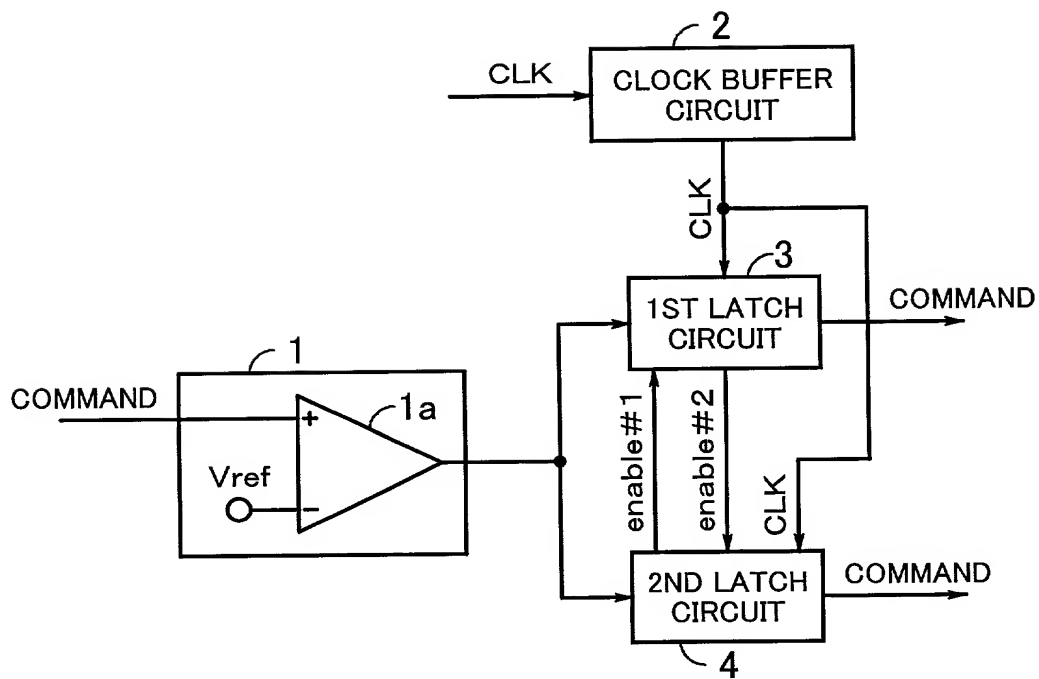 2
CLK
CLOCK BUFFER
CIRCUIT
CLK
3
1ST LATCH
CIRCUIT
COMMAND
1
COMMAND
1a
+
Vref
−
enable#1
enable#2
CLK
2ND LATCH
CIRCUIT
COMMAND
4